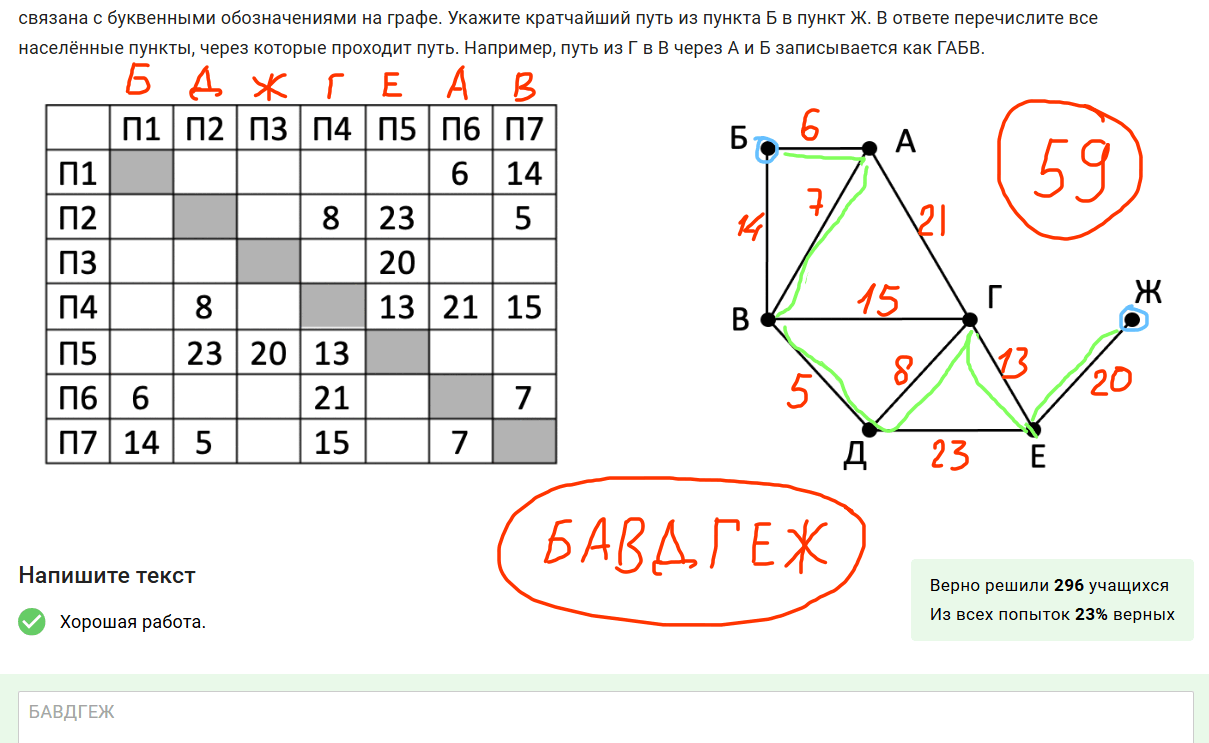 связана с буквенными обозначениями на графе. Укажите кратчайший путь из пункта Б в пункт Ж. В ответе перечислите все
населённые пункты, через которые проходит путь. Например, путь из Г в В через А и Б записывается как ГАБВ.
Б Д Ж Г Е А В
П1 П2 П3 П4 П5 П6 П7
П1 6 14
П2 8 23 5
П3 20
П4 8 13 21 15
П5 23 20 13
П6 6 21 7
П7 14 5 15 7
Б 6 А
59
14 7 21
В 15 Г Ж
5 8 13 20
Д 23 Е
БАВДГЕЖ
Напишите текст
Хорошая работа.
Верно решили 296 учащихся
Из всех попыток 23% верных
БАВДГЕЖ